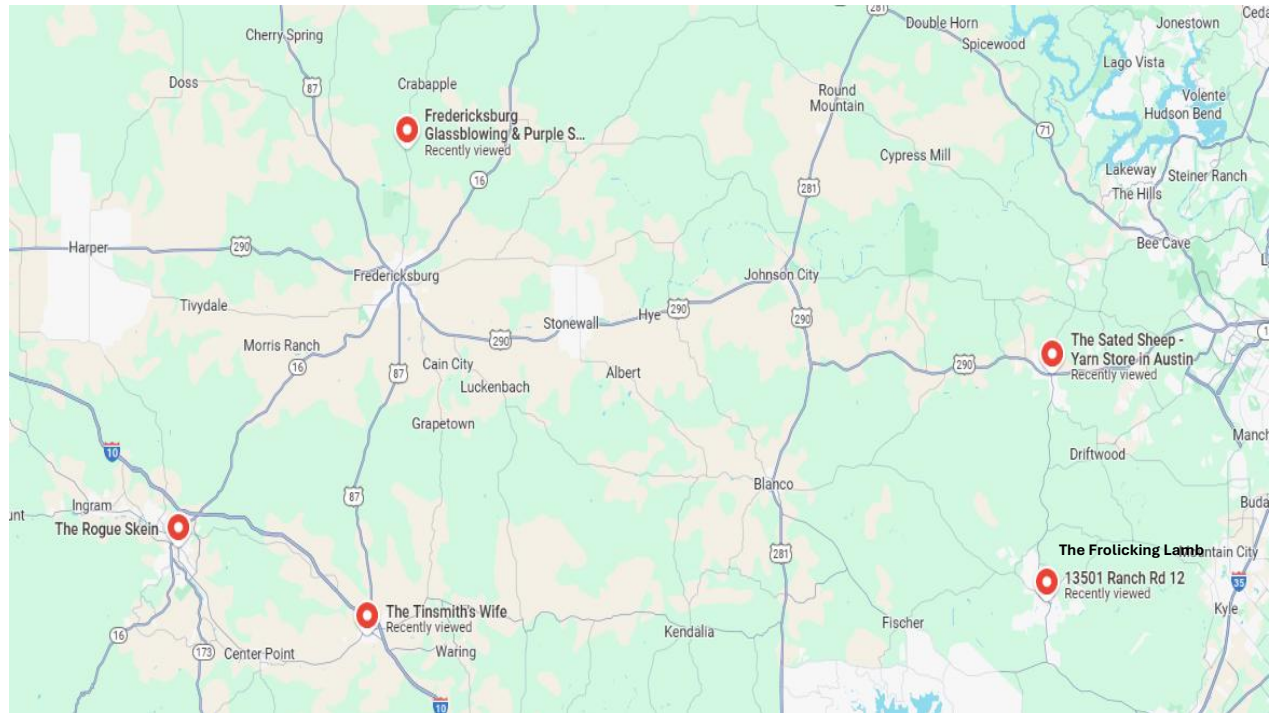 281
Cherry Spring
Double Horn
Jonestown
Spicewood
Lago Vista
Doss
87
Crabapple
Round
Mountain
Volente
Fredericksburg
Glassblowing & Purple S...
Recently viewed
Hudson Bend
71
Cypress Mill
16
Lakeway
Steiner Ranch
281
The Hills
Harper
290
Bee Cave
Fredericksburg
Johnson City
Tivydale
Stonewall
Hye
290
290
Morris Ranch
290
The Sated Sheep -
Yarn Store in Austin
Recently viewed
16
Cain City
290
87
Luckenbach
Albert
Grapetown
10
Driftwood
Blanco
87
Ingram
The Rogue Skein
281
The Frolicking Lamb
Mountain City
13501 Ranch Rd 12
Recently viewed
35
The Tinsmith's Wife
Recently viewed
Kyle
Fischer
16
Kendalia
173
Center Point
Waring
10